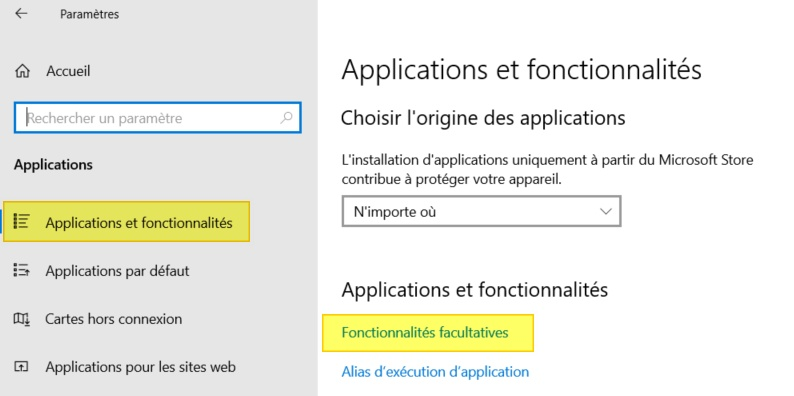 Paramètres
Accueil
Rechercher un paramètre
Applications
Applications et fonctionnalités
Applications par défaut
Cartes hors connexion
Applications pour les sites web
Applications et fonctionnalités
Choisir l'origine des applications
L'installation d'applications uniquement à partir du Microsoft Store
contribue à protéger votre appareil.
N'importe où
Applications et fonctionnalités
Fonctionnalités facultatives
Alias d’exécution d’application